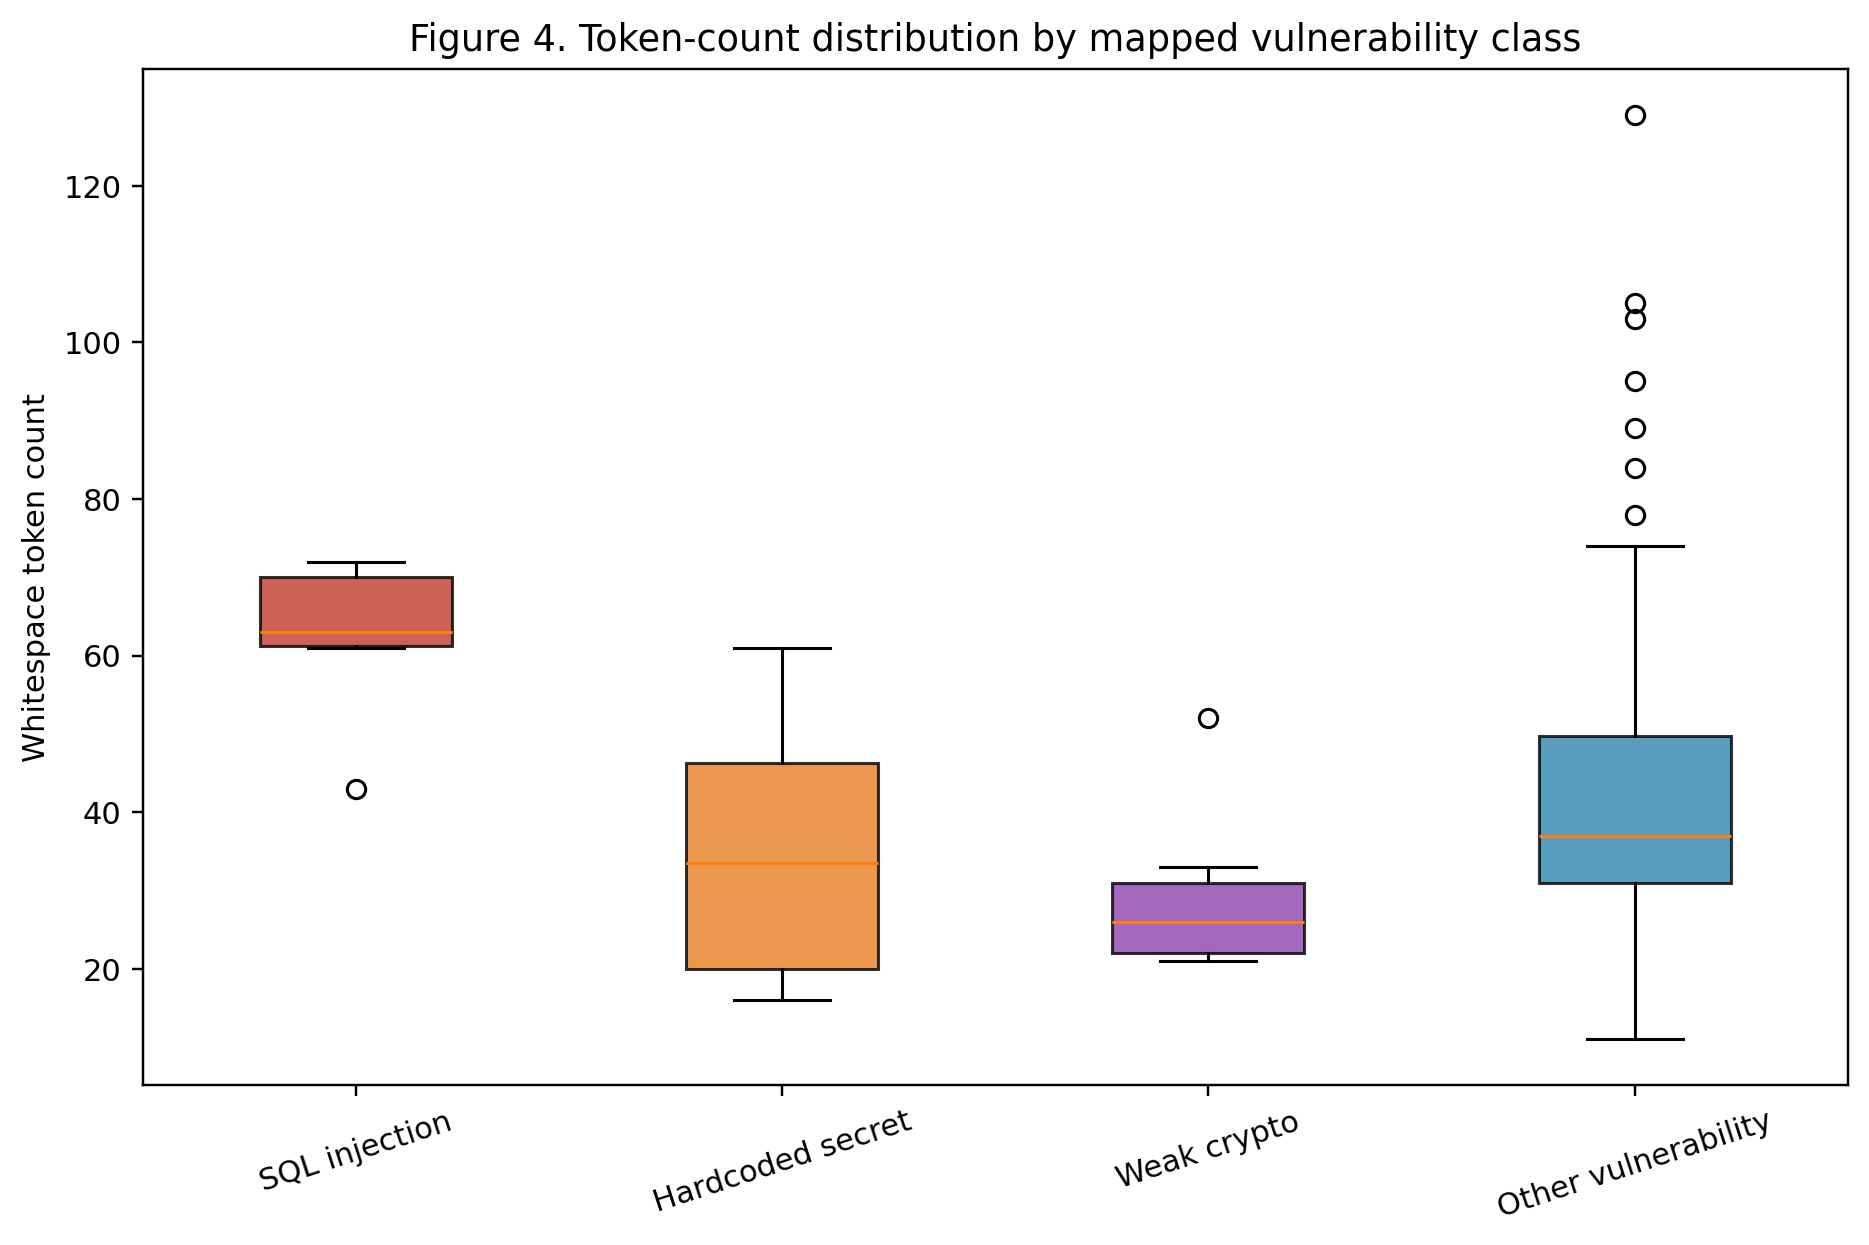 Figure 4. Token-count distribution by mapped vulnerability class
Whitespace token count
120
100
80
60
40
20
SQL injection
Hardcoded secret
Weak crypto
Other vulnerability